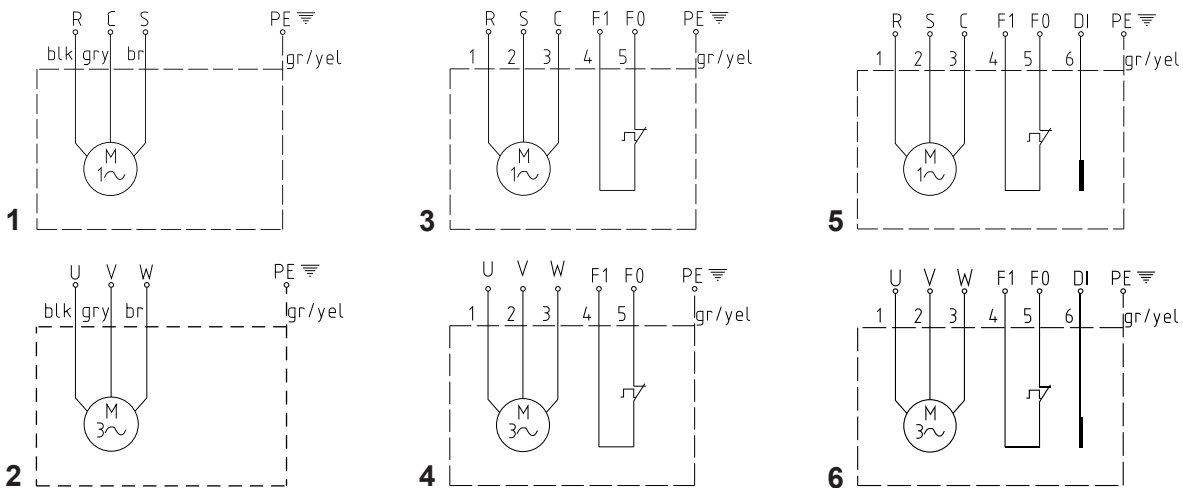 R C S PE
blk gry br gr/yel
M
1~
1
R S C F1 F0 PE
1 2 3 4 5 gr/yel
M
1~
3
R S C F1 F0 DI PE
1 2 3 4 5 6 gr/yel
M
1~
5
U V W PE
blk gry br gr/yel
M
3~
2
U V W F1 F0 PE
1 2 3 4 5 gr/yel
M
3~
4
U V W F1 F0 DI PE
1 2 3 4 5 6 gr/yel
M
3~
6